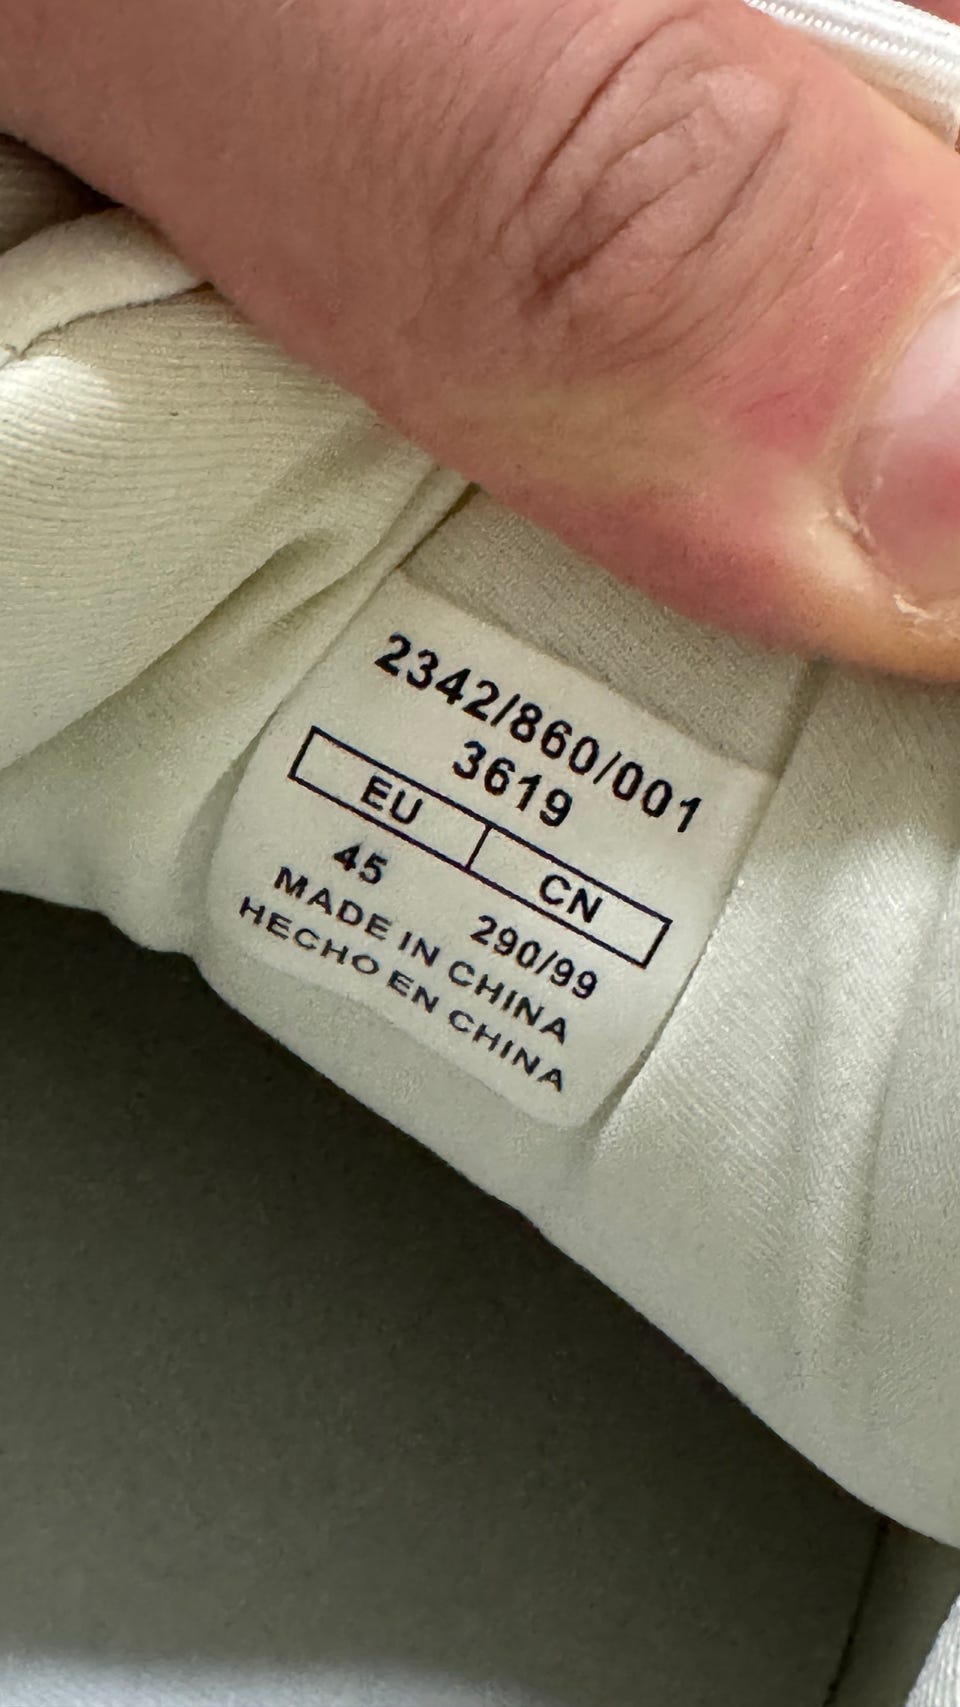 2342/860/001
3619
EU CN
45 290/99
MADE IN CHINA
HECHO EN CHINA